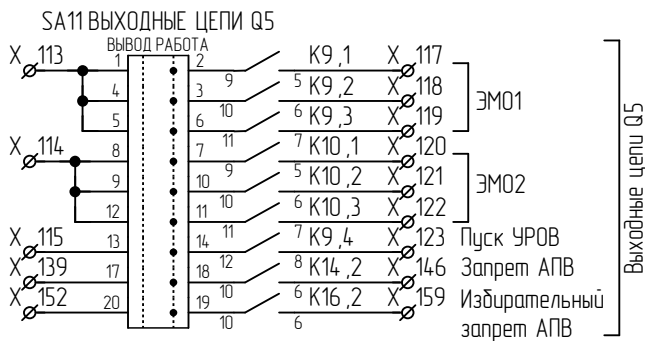 SA11 ВЫХОДНЫЕ ЦЕПИ Q5
ВЫВОД РАБОТА
X 113 1 2 9 5 K9,1 X 117
4 3 10 6 K9,2 X 118 ЭМО1
5 6 11 7 K9,3 X 119
X 114 8 7 9 5 K10,1 X 120
9 10 10 6 K10,2 X 121 ЭМО2
12 11 11 7 K10,3 X 122
X 115 13 14 12 8 K9,4 X 123 Пуск УРОВ
X 139 17 18 10 6 K14,2 X 146 Запрет АПВ
X 152 20 19 10 6 K16,2 X 159 Избирательный
запрет АПВ
Выходные цепи Q5